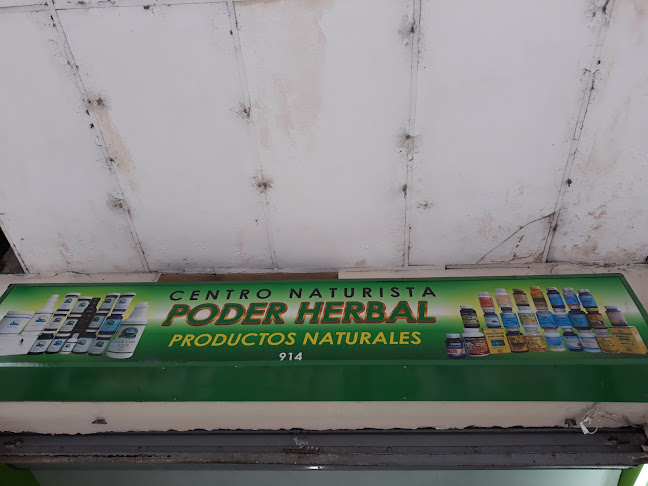 CENTRO NATURISTA
PODER HERBAL
PRODUCTOS NATURALES
914